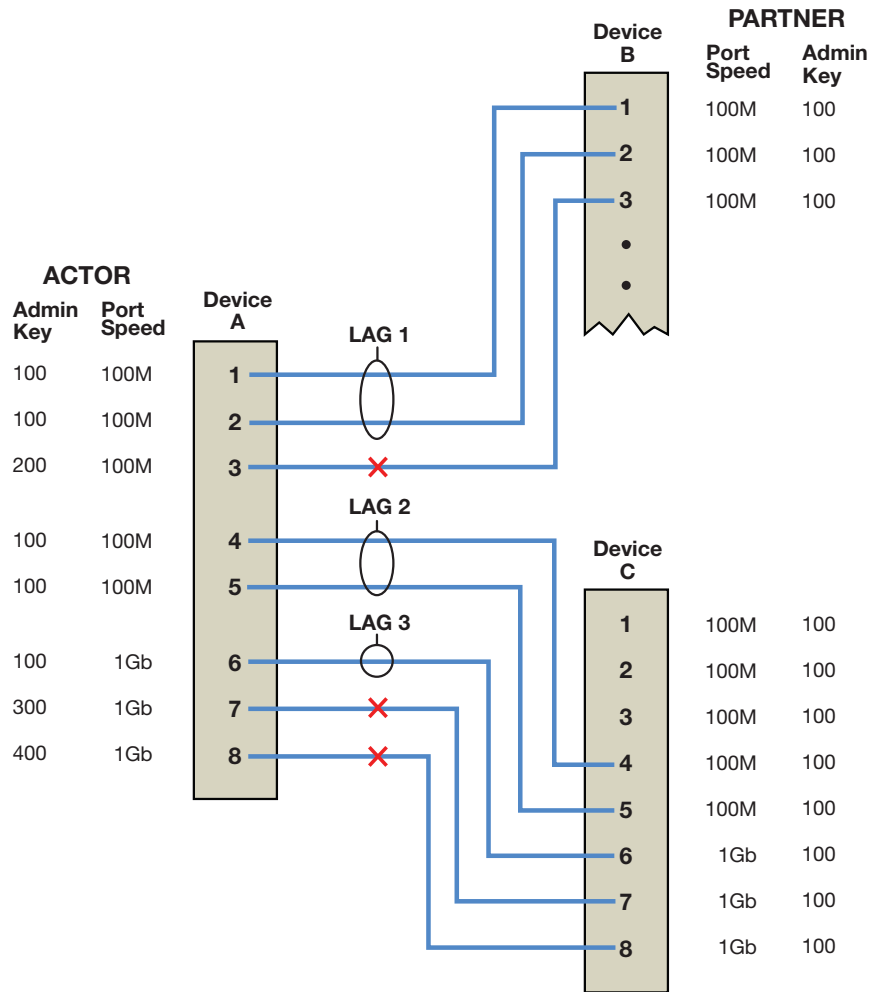 PARTNER
Device
B
Port
Speed
Admin
Key
1 100M 100
2 100M 100
3 100M 100
ACTOR
Admin
Key
Port
Speed
Device
A
LAG 1
100 100M 1
100 100M 2
200 100M 3
LAG 2
100 100M 4
100 100M 5
LAG 3
100 1Gb 6
300 1Gb 7
400 1Gb 8
Device
C
1 100M 100
2 100M 100
3 100M 100
4 100M 100
5 100M 100
6 1Gb 100
7 1Gb 100
8 1Gb 100